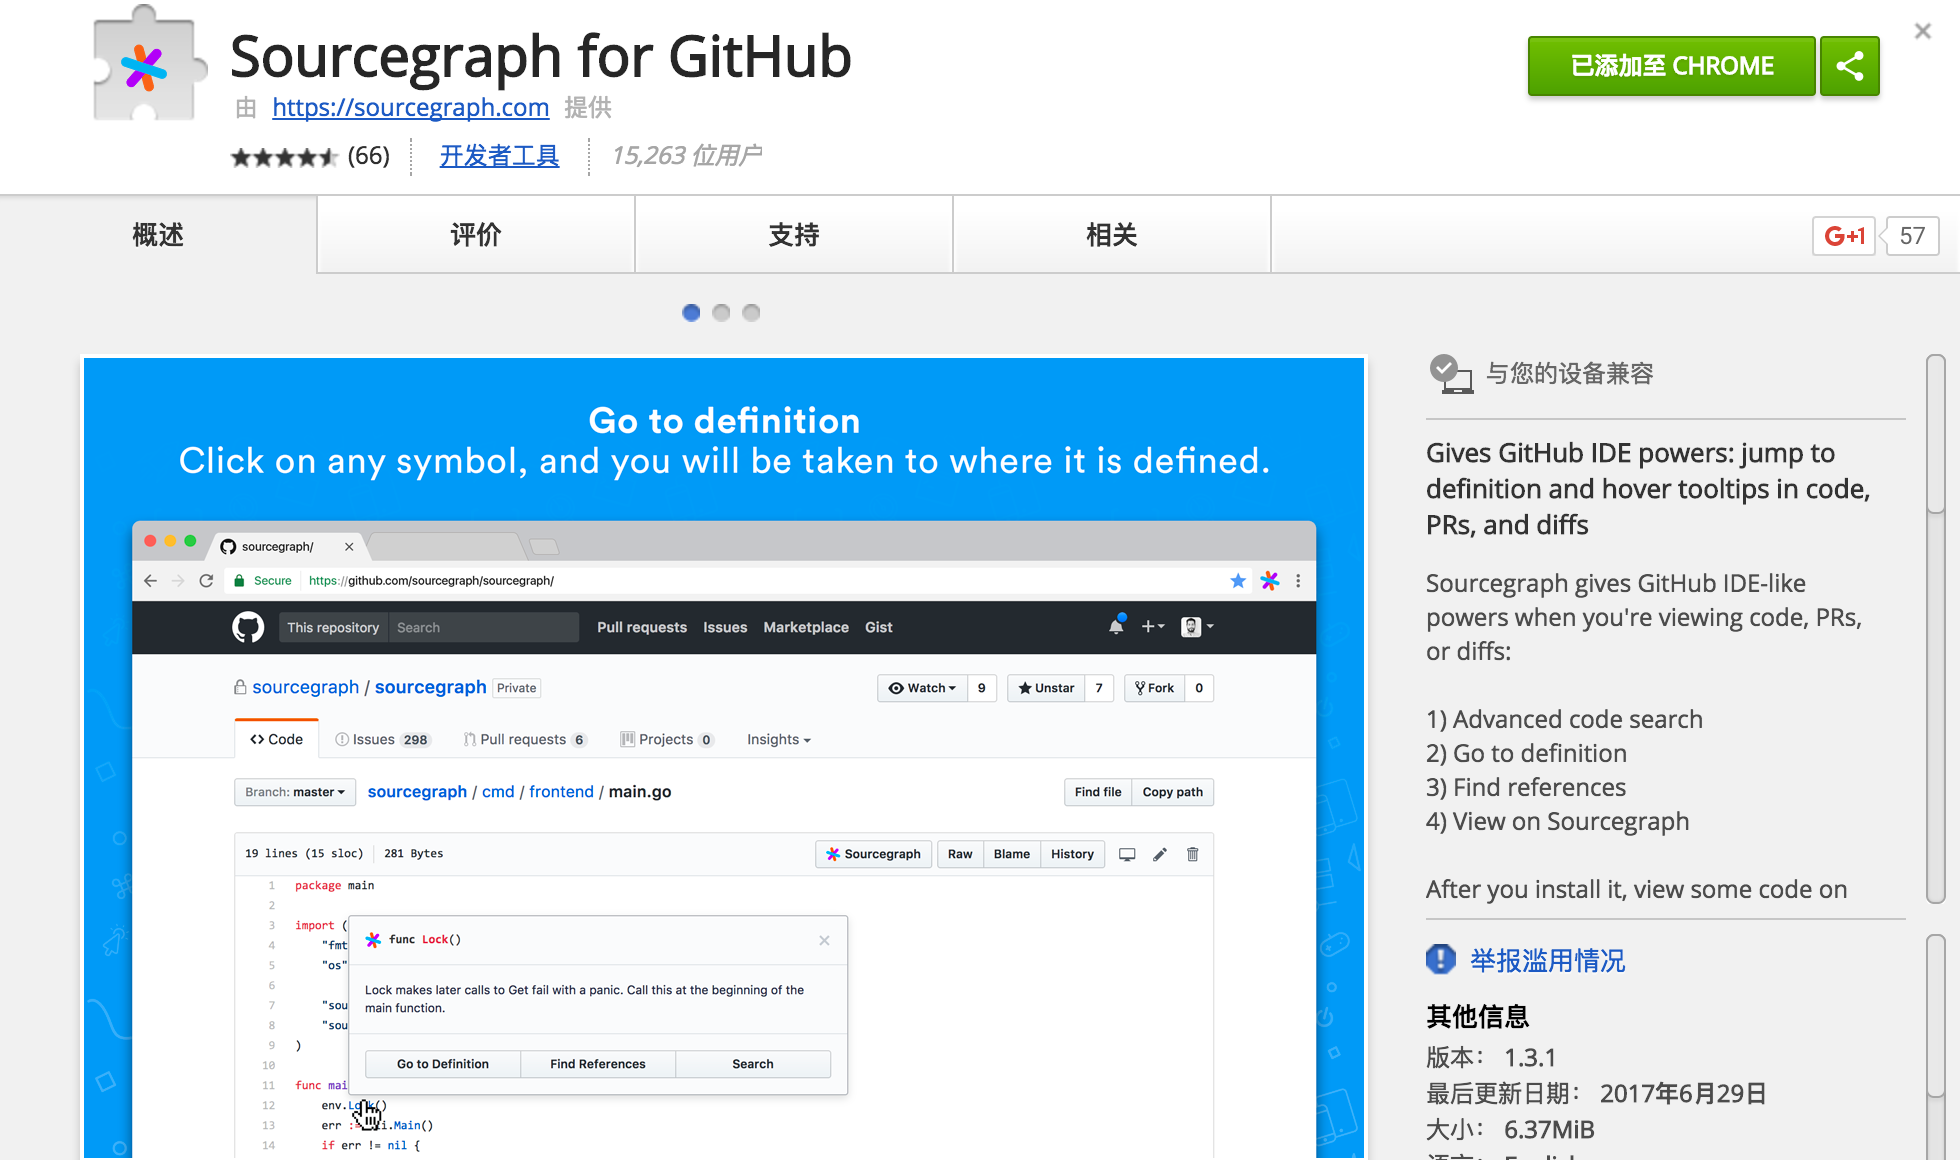 Sourcegraph for GitHub
由 https://sourcegraph.com 提供
(66) 开发者工具 15,263 位用户
已添加至 CHROME
概述 评价 支持 相关
G+1 57
Go to definition
Click on any symbol, and you will be taken to where it is defined.
sourcegraph/
Secure https://github.com/sourcegraph/sourcegraph/
This repository Search Pull requests Issues Marketplace Gist
sourcegraph / sourcegraph Private
Watch 9 Unstar 7 Fork 0
Code Issues 298 Pull requests 6 Projects 0 Insights
Branch: master sourcegraph / cmd / frontend / main.go
Find file Copy path
19 lines (15 sloc) 281 Bytes
Sourcegraph Raw Blame History
1 package main
2
3 import (
4 "fmt
5 "os"
6
7 "sou
8 "sou
9 )
10
11 func mai
12 env.Lock()
13 err := .Main()
14 if err != nil {
func Lock()
Lock makes later calls to Get fail with a panic. Call this at the beginning of the
main function.
Go to Definition Find References Search
与您的设备兼容
Gives GitHub IDE powers: jump to
definition and hover tooltips in code,
PRs, and diffs
Sourcegraph gives GitHub IDE-like
powers when you're viewing code, PRs,
or diffs:
1) Advanced code search
2) Go to definition
3) Find references
4) View on Sourcegraph
After you install it, view some code on
举报滥用情况
其他信息
版本： 1.3.1
最后更新日期： 2017年6月29日
大小： 6.37MiB